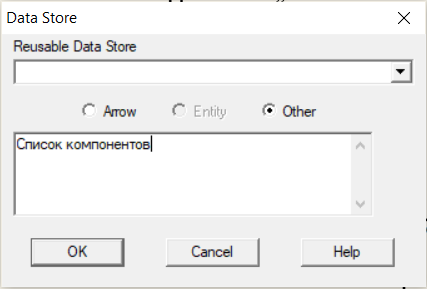 Data Store
Reusable Data Store
Arrow
Entity
Other
Список компонентов
OK
Cancel
Help